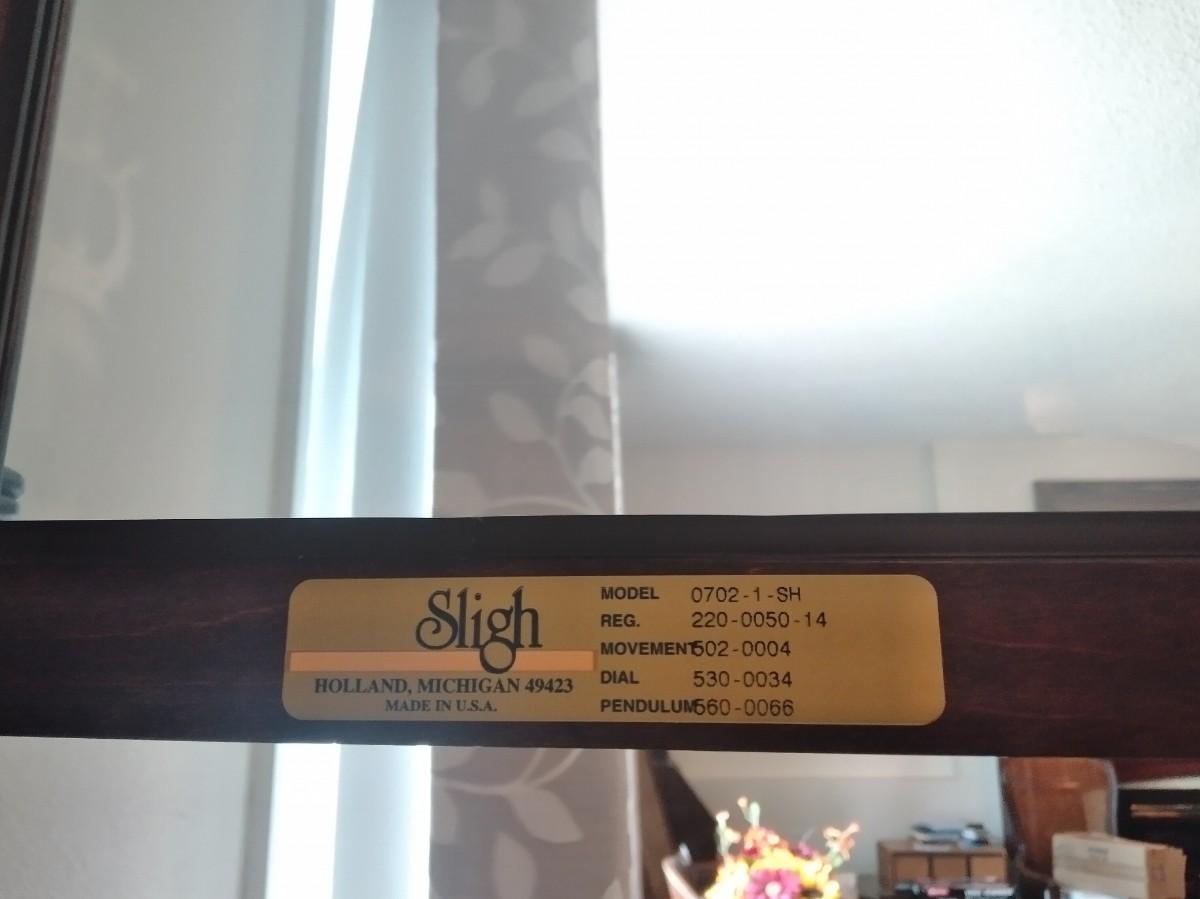 Sligh
HOLLAND, MICHIGAN 49423
MADE IN U.S.A.
MODEL 0702-1-SH
REG. 220-0050-14
MOVEMENT 502-0004
DIAL 530-0034
PENDULUM 560-0066